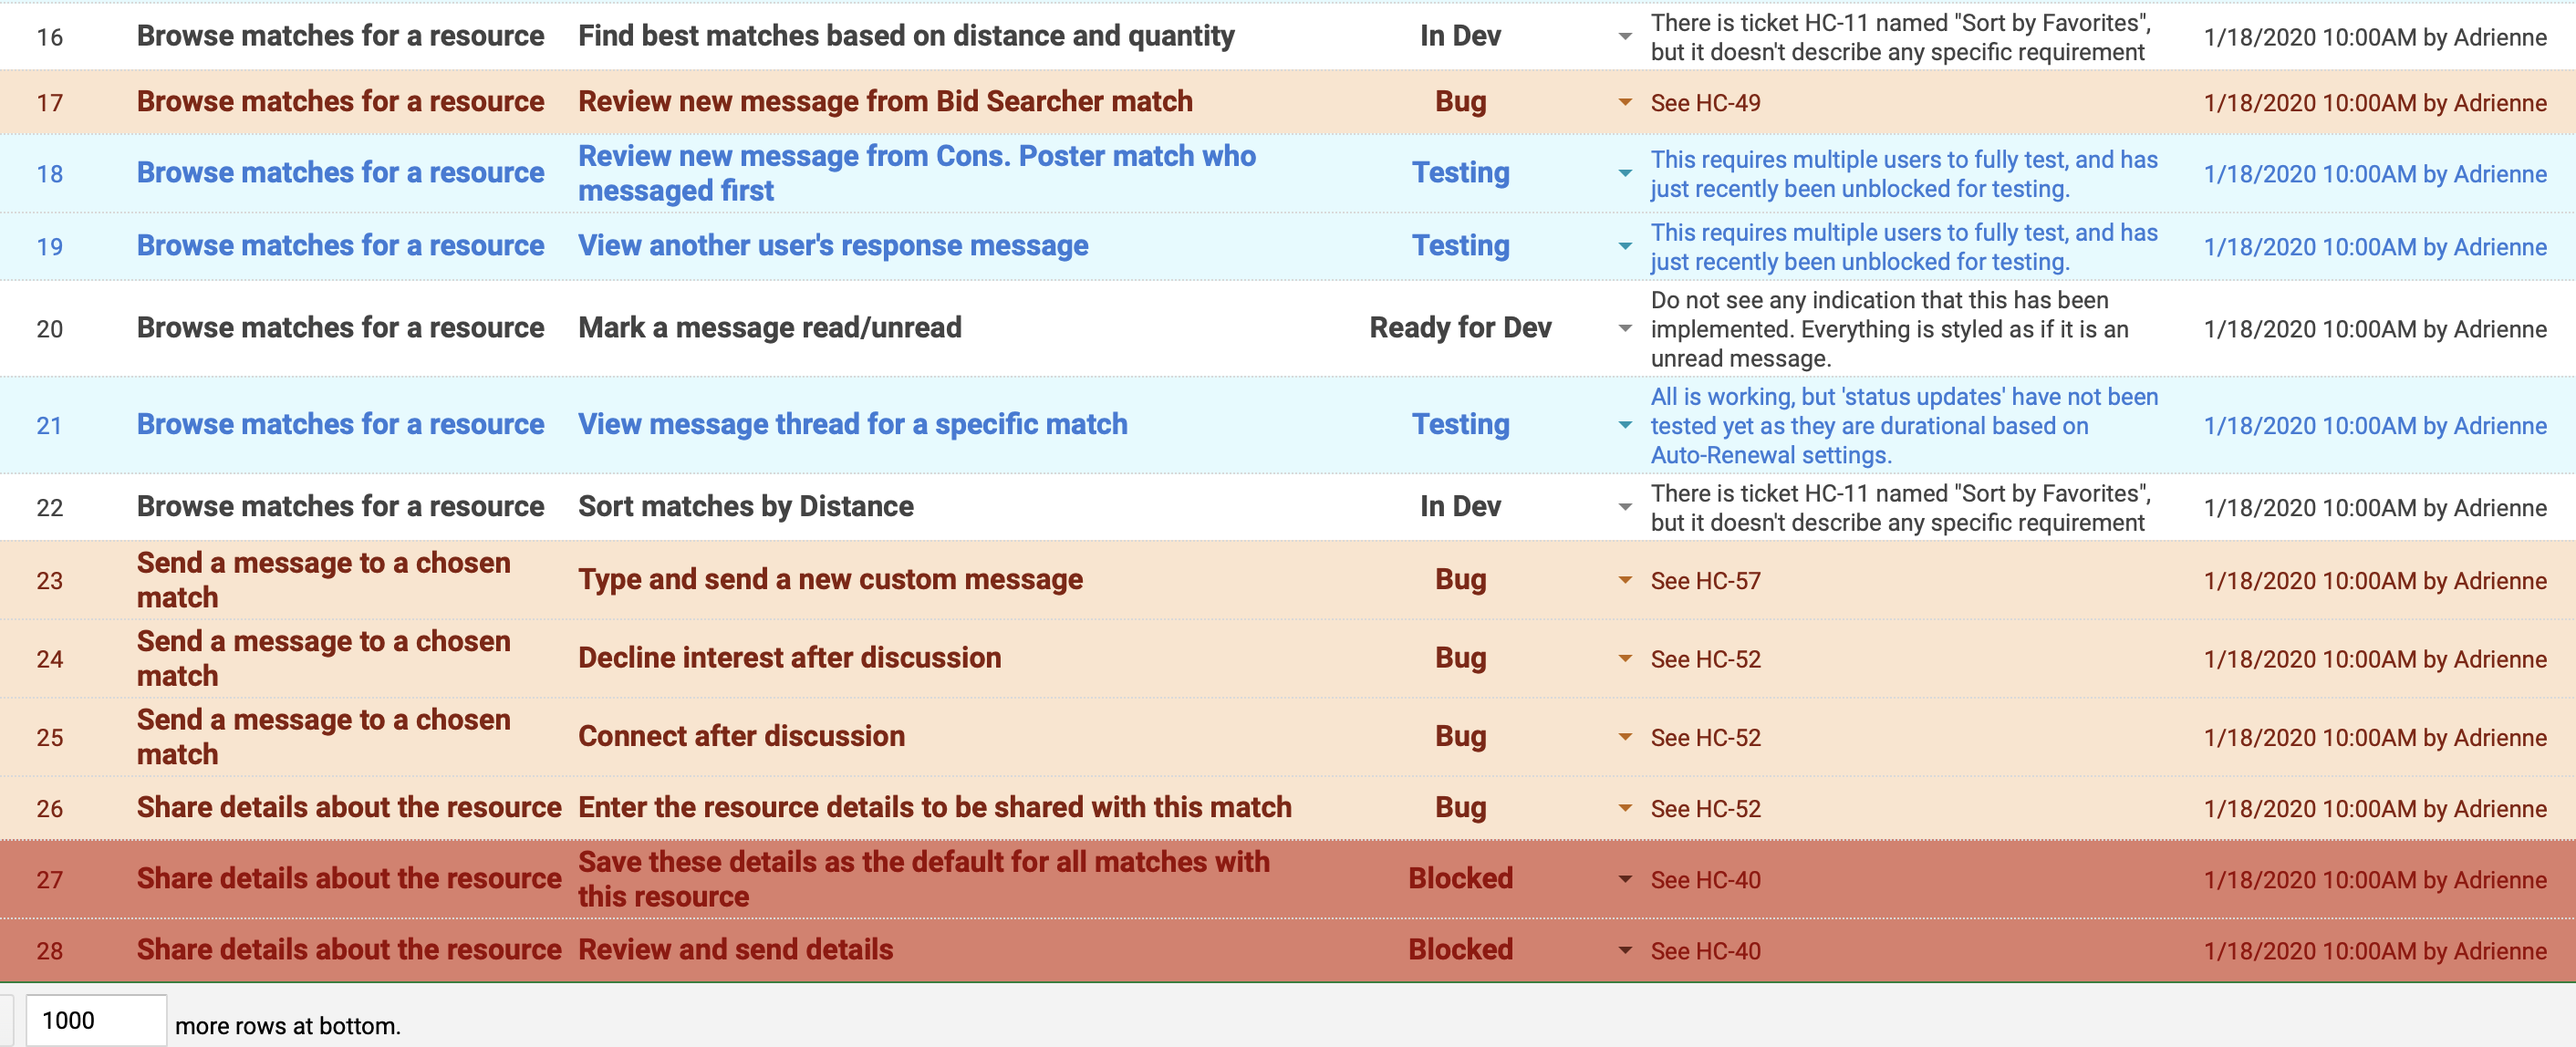 16 Browse matches for a resource Find best matches based on distance and quantity In Dev There is ticket HC-11 named "Sort by Favorites",
but it doesn't describe any specific requirement 1/18/2020 10:00AM by Adrienne
17 Browse matches for a resource Review new message from Bid Searcher match Bug See HC-49 1/18/2020 10:00AM by Adrienne
18 Browse matches for a resource Review new message from Cons. Poster match who
messaged first Testing This requires multiple users to fully test, and has
just recently been unblocked for testing. 1/18/2020 10:00AM by Adrienne
19 Browse matches for a resource View another user's response message Testing This requires multiple users to fully test, and has
just recently been unblocked for testing. 1/18/2020 10:00AM by Adrienne
20 Browse matches for a resource Mark a message read/unread Ready for Dev Do not see any indication that this has been
implemented. Everything is styled as if it is an
unread message. 1/18/2020 10:00AM by Adrienne
21 Browse matches for a resource View message thread for a specific match Testing All is working, but 'status updates' have not been
tested yet as they are durational based on
Auto-Renewal settings. 1/18/2020 10:00AM by Adrienne
22 Browse matches for a resource Sort matches by Distance In Dev There is ticket HC-11 named "Sort by Favorites",
but it doesn't describe any specific requirement 1/18/2020 10:00AM by Adrienne
23 Send a message to a chosen
match Type and send a new custom message Bug See HC-57 1/18/2020 10:00AM by Adrienne
24 Send a message to a chosen
match Decline interest after discussion Bug See HC-52 1/18/2020 10:00AM by Adrienne
25 Send a message to a chosen
match Connect after discussion Bug See HC-52 1/18/2020 10:00AM by Adrienne
26 Share details about the resource Enter the resource details to be shared with this match Bug See HC-52 1/18/2020 10:00AM by Adrienne
27 Share details about the resource Save these details as the default for all matches with
this resource Blocked See HC-40 1/18/2020 10:00AM by Adrienne
28 Share details about the resource Review and send details Blocked See HC-40 1/18/2020 10:00AM by Adrienne
1000 more rows at bottom.